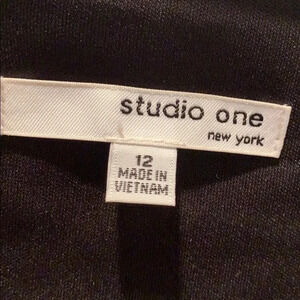 studio one
new york
12
MADE IN
VIETNAM